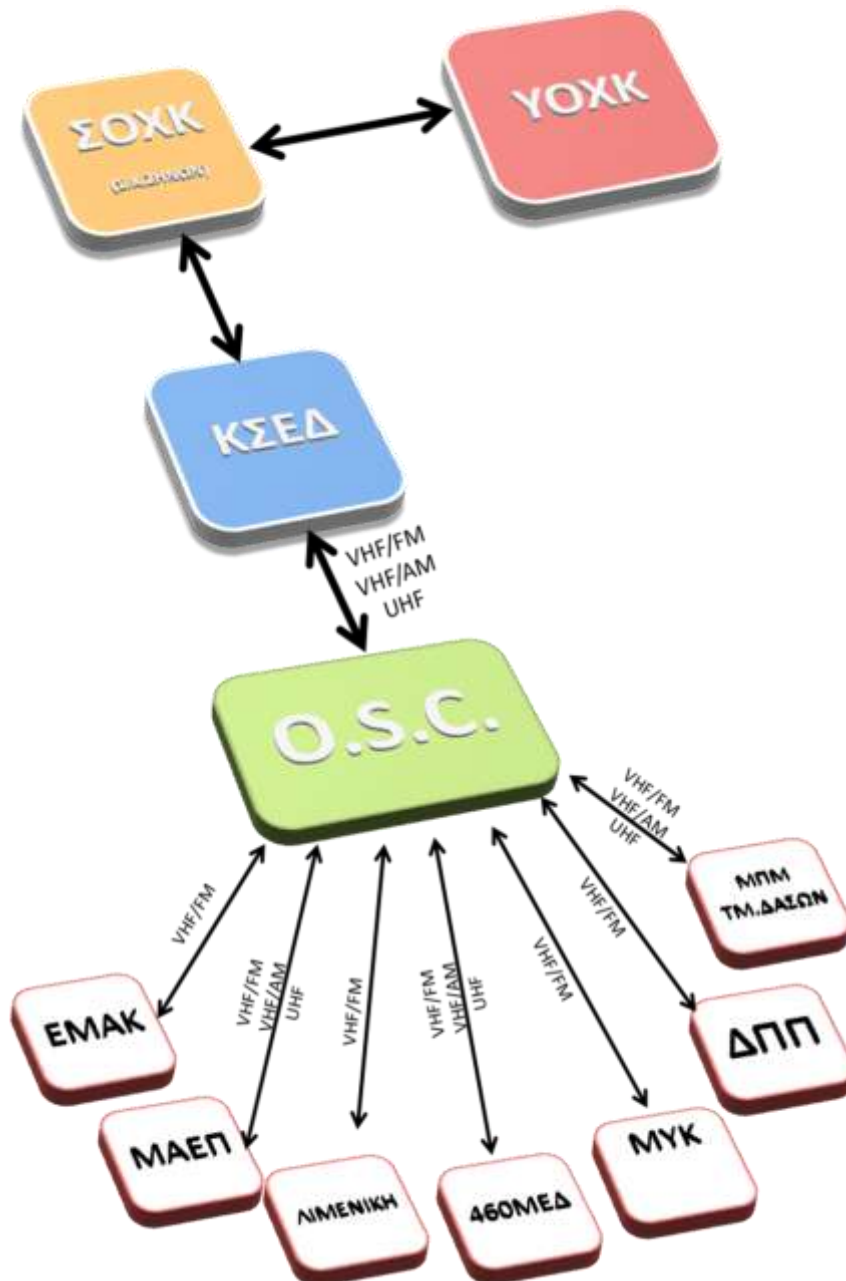 ΣΟΧΚ
ΥΟΧΚ
ΚΣΕΔ
VHF/FM
VHF/AM
UHF
O.S.C.
VHF/FM
VHF/FM
VHF/AM
UHF
VHF/FM
VHF/FM
VHF/AM
UHF
VHF/FM
VHF/FM
VHF/FM
VHF/AM
UHF
ΕΜΑΚ
ΜΑΕΠ
ΛΙΜΕΝΙΚΗ
460ΜΕΔ
ΜΥΚ
ΔΠΠ
ΜΠΜ
ΤΜ.ΔΑΣΩΝ